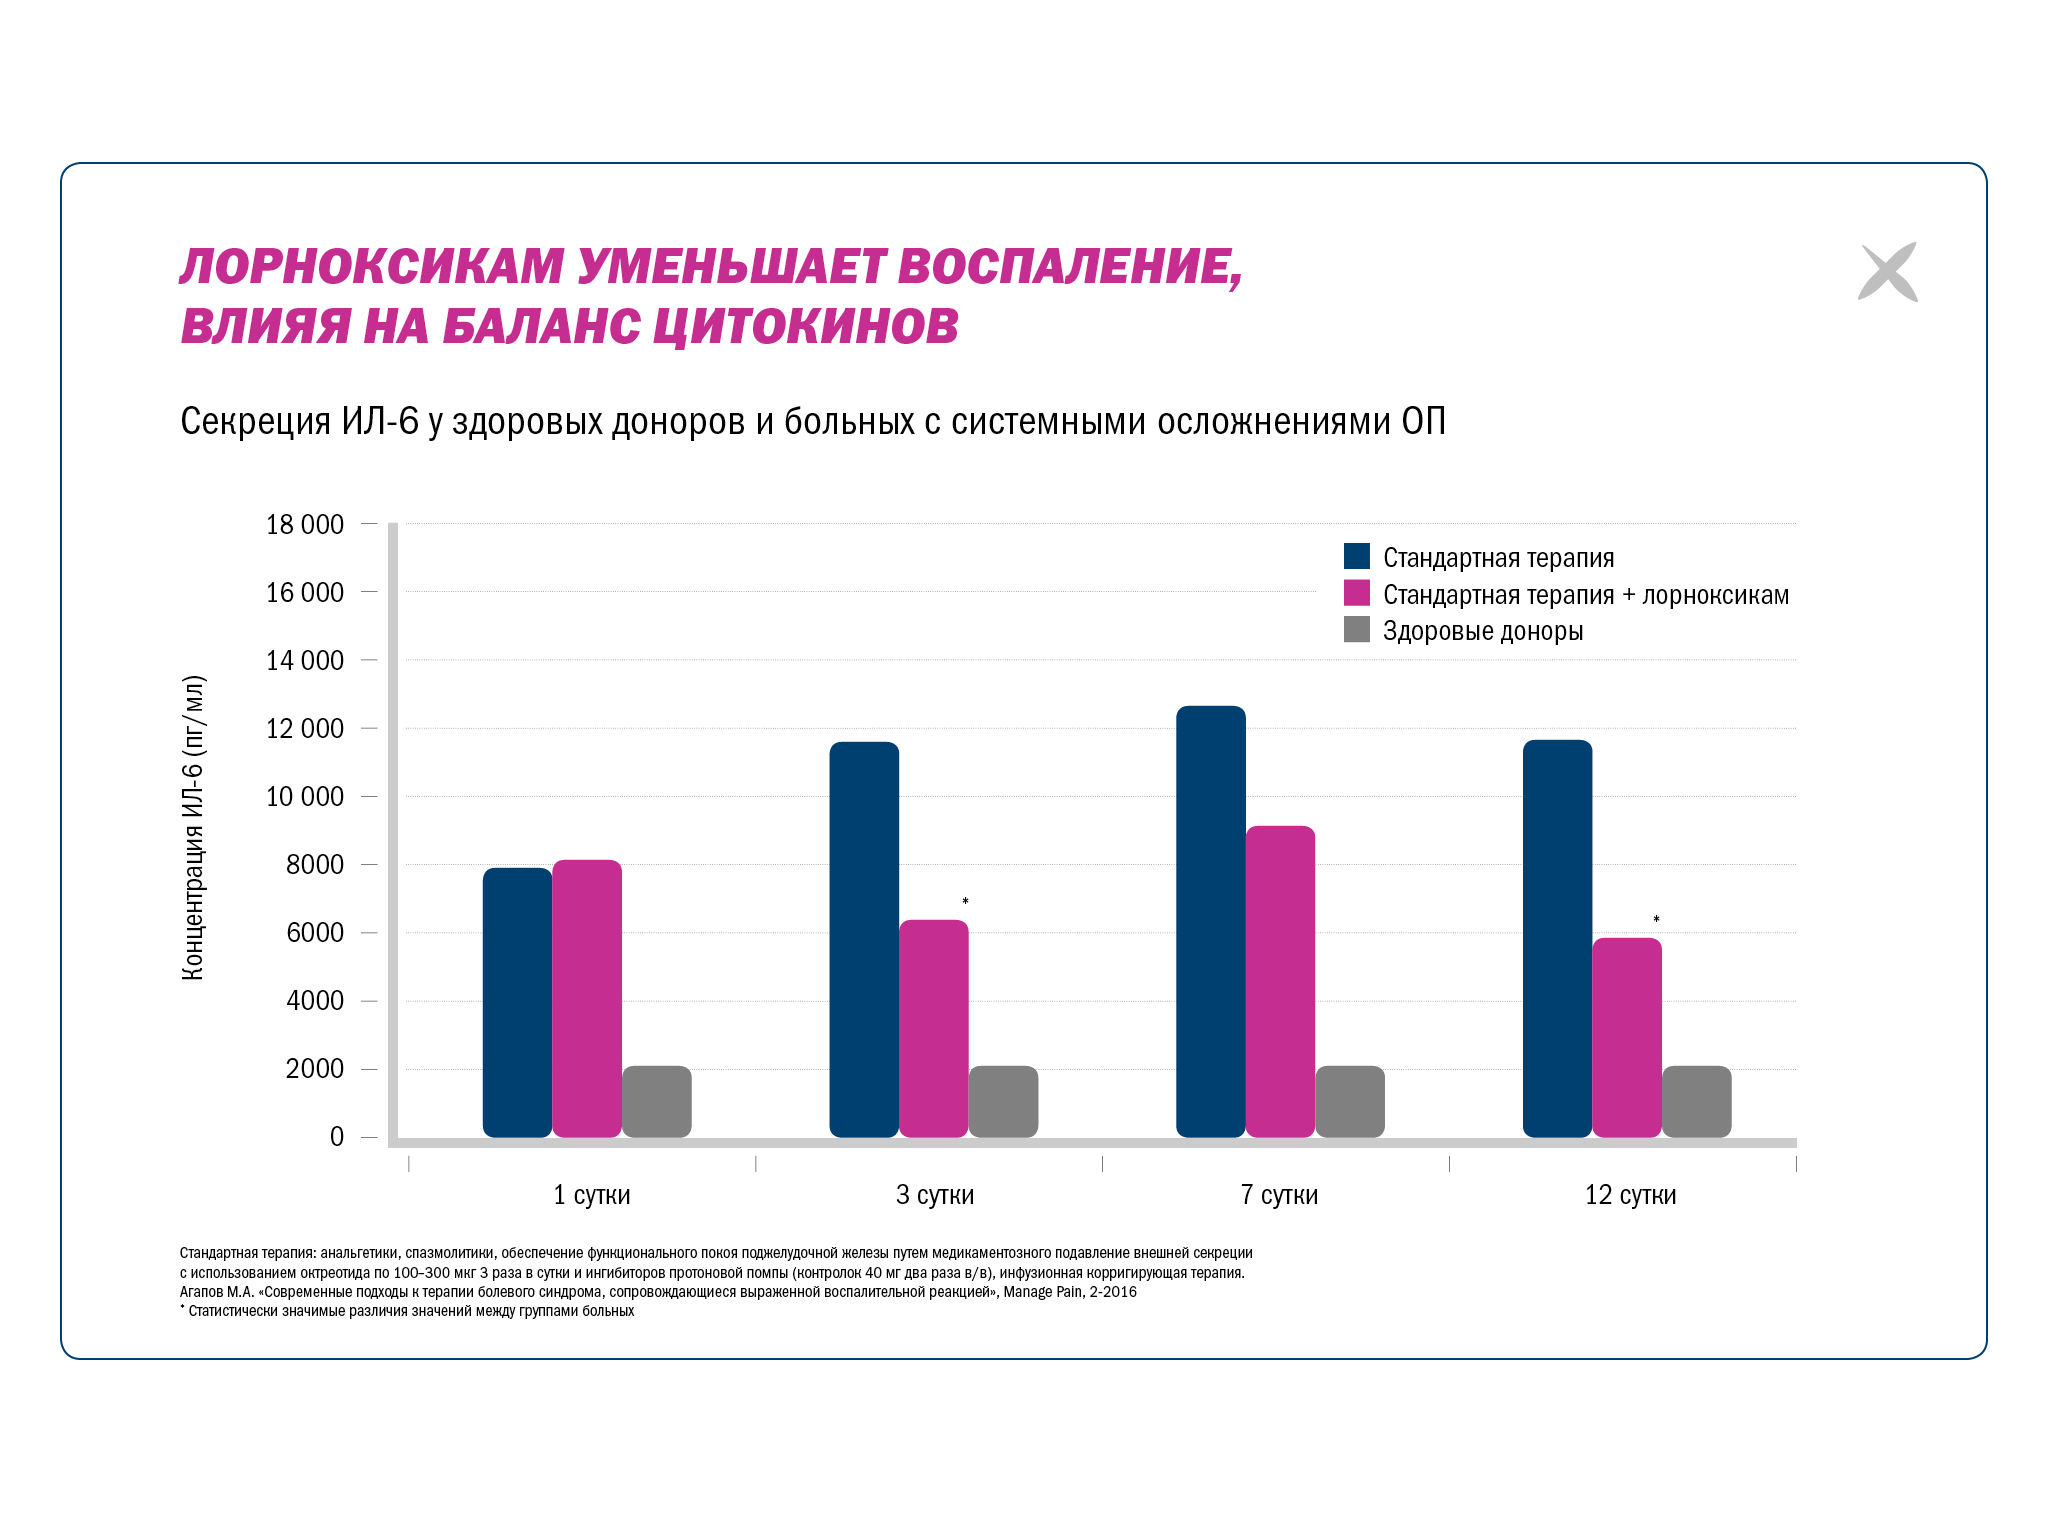 ЛОРНОКСИКАМ УМЕНЬШАЕТ ВОСПАЛЕНИЕ,
ВЛИЯЯ НА БАЛАНС ЦИТОКИНОВ
Секреция ИЛ-6 у здоровых доноров и больных с системными осложнениями ОП
Концентрация ИЛ-6 (пг/мл)
18 000
16 000
14 000
12 000
10 000
8000
6000
4000
2000
0
Стандартная терапия
Стандартная терапия + лорноксикам
Здоровые доноры
*
*
1 сутки
3 сутки
7 сутки
12 сутки
Стандартная терапия: анальгетики, спазмолитики, обеспечение функционального покоя поджелудочной железы путем медикаментозного подавление внешней секреции
с использованием октреотида по 100–300 мкг 3 раза в сутки и ингибиторов протоновой помпы (контролок 40 мг два раза в/в), инфузионная корригирующая терапия.
Агапов М.А. «Современные подходы к терапии болевого синдрома, сопровождающиеся выраженной воспалительной реакцией», Manage Pain, 2-2016
* Статистически значимые различия значений между группами больных